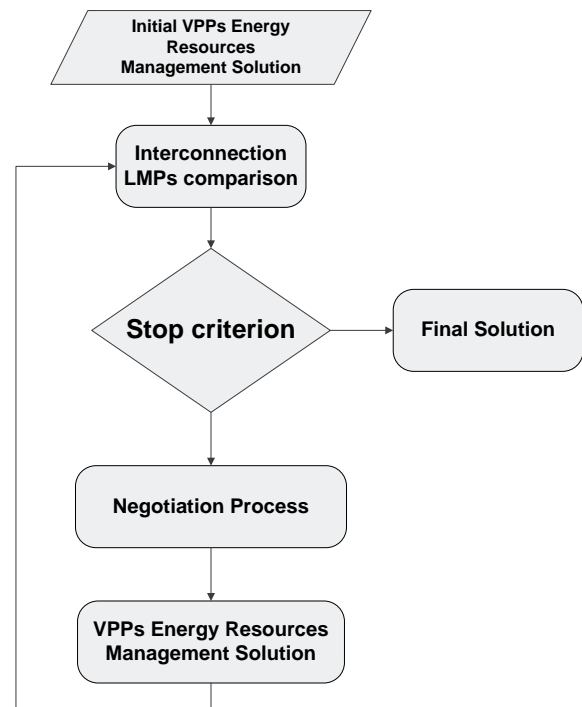 Initial VPPs Energy
Resources
Management Solution
Interconnection
LMPs comparison
Stop criterion
Final Solution
Negotiation Process
VPPs Energy Resources
Management Solution